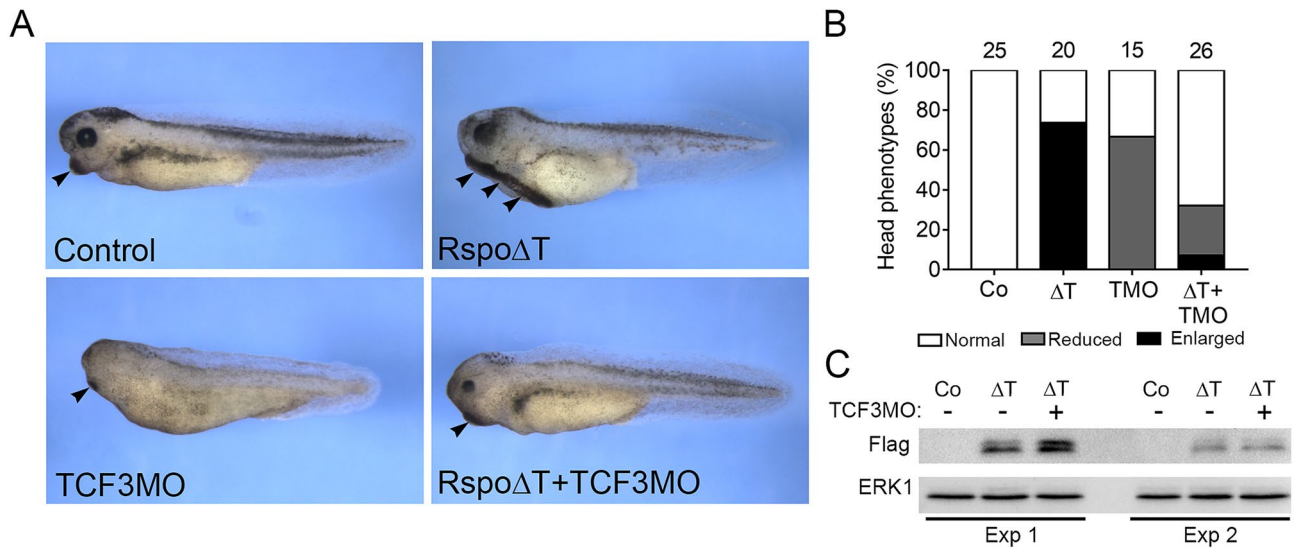 A
Control
RspoΔT
TCF3MO
RspoΔT+TCF3MO
B
25 20 15 26
Head phenotypes (%)
100
80
60
40
20
0
Co ΔT TMO ΔT+
TMO
Normal Reduced Enlarged
C
Co ΔT ΔT Co ΔT ΔT
TCF3MO: - - + - - +
Flag
ERK1
Exp 1 Exp 2